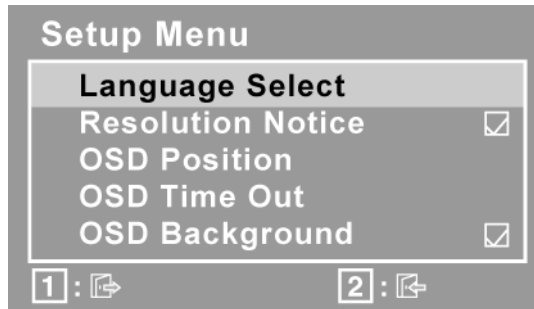 Setup Menu
Language Select
Resolution Notice
OSD Position
OSD Time Out
OSD Background
1 : 2 :